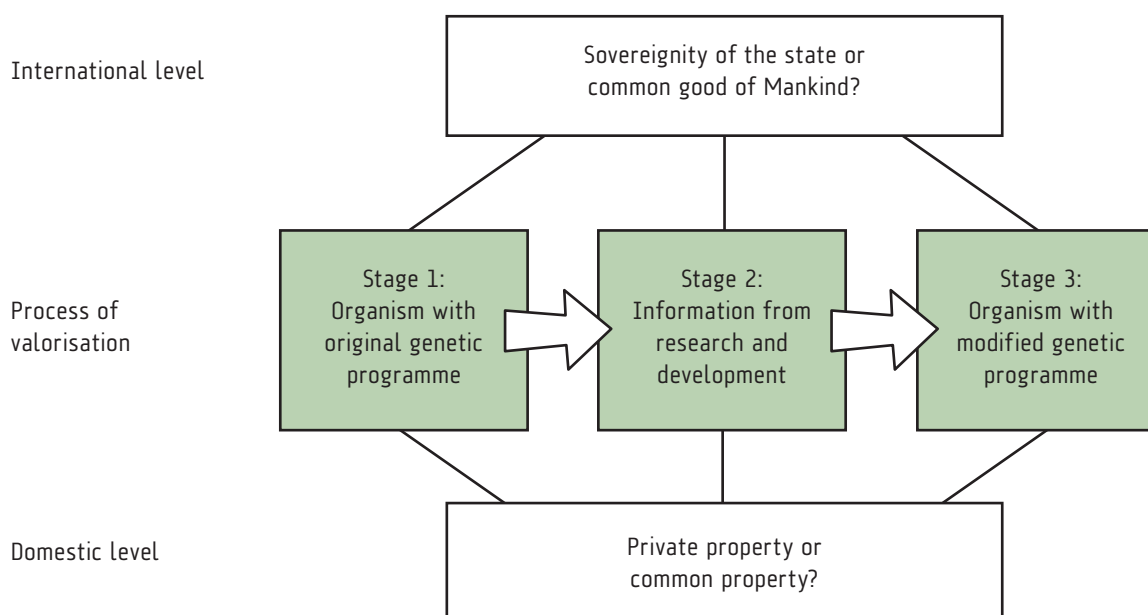 International level
Sovereignity of the state or
common good of Mankind?
Process of
valorisation
Stage 1:
Organism with
original genetic
programme
Stage 2:
Information from
research and
development
Stage 3:
Organism with
modified genetic
programme
Domestic level
Private property or
common property?